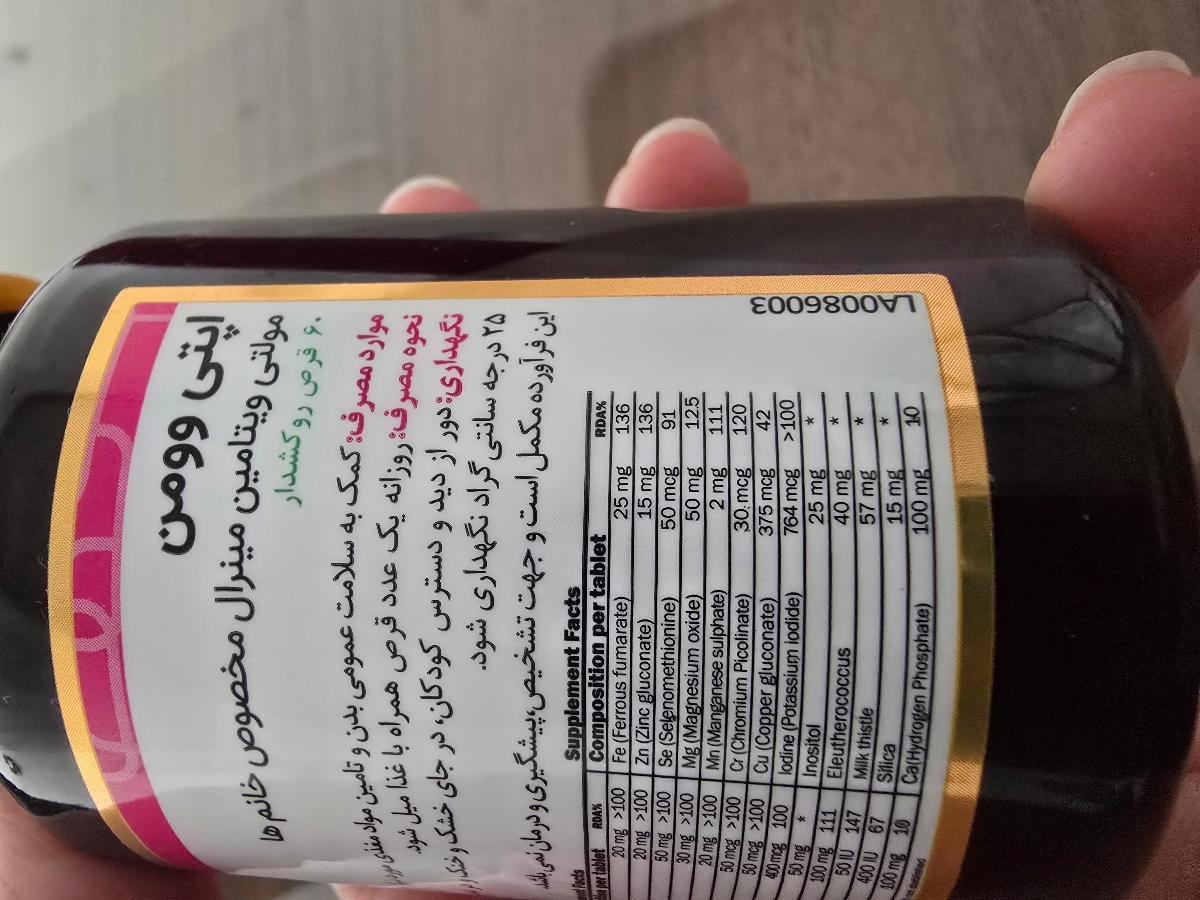 اپتی وومن
مولتی ویتامین مینرال مخصوص خانم ها
۶۰ قرص روکشدار
موارد مصرف: کمک به سلامت عمومی بدن و تامین مواد مغذی
نحوه مصرف: روزانه یک عدد قرص همراه با غذا میل شود.
نگهداری: دور از دید و دسترس کودکان، در جای خشک و خنک
۲۵ درجه سانتی گراد نگهداری شود.
این فرآورده مکمل است و جهت تشخیص، پیشگیری و درمان نمی باشد.
Supplement Facts
Composition per tablet RDA%
Fe (Ferrous fumarate) 25 mg 136
Zn (Zinc gluconate) 15 mg 136
Se (Selenomethionine) 50 mcg 91
Mg (Magnesium oxide) 50 mg 125
Mn (Manganese sulphate) 2 mg 111
Cr (Chromium Picolinate) 30 mcg 120
Cu (Copper gluconate) 375 mcg 42
Iodine (Potassium iodide) 764 mcg >100
Inositol 25 mg *
Eleutherococcus 40 mg *
Milk thistle 57 mg *
Silica 15 mg *
Ca(Hydrogen Phosphate) 100 mg 10
per tablet RDA%
20 mg >100
20 mg >100
50 mg >100
30 mg >100
20 mg >100
50 mcg >100
50 mcg >100
400 mcg 100
50 mg *
100 mg 111
50 IU 147
400 IU 67
100 mg 10
LA0086003